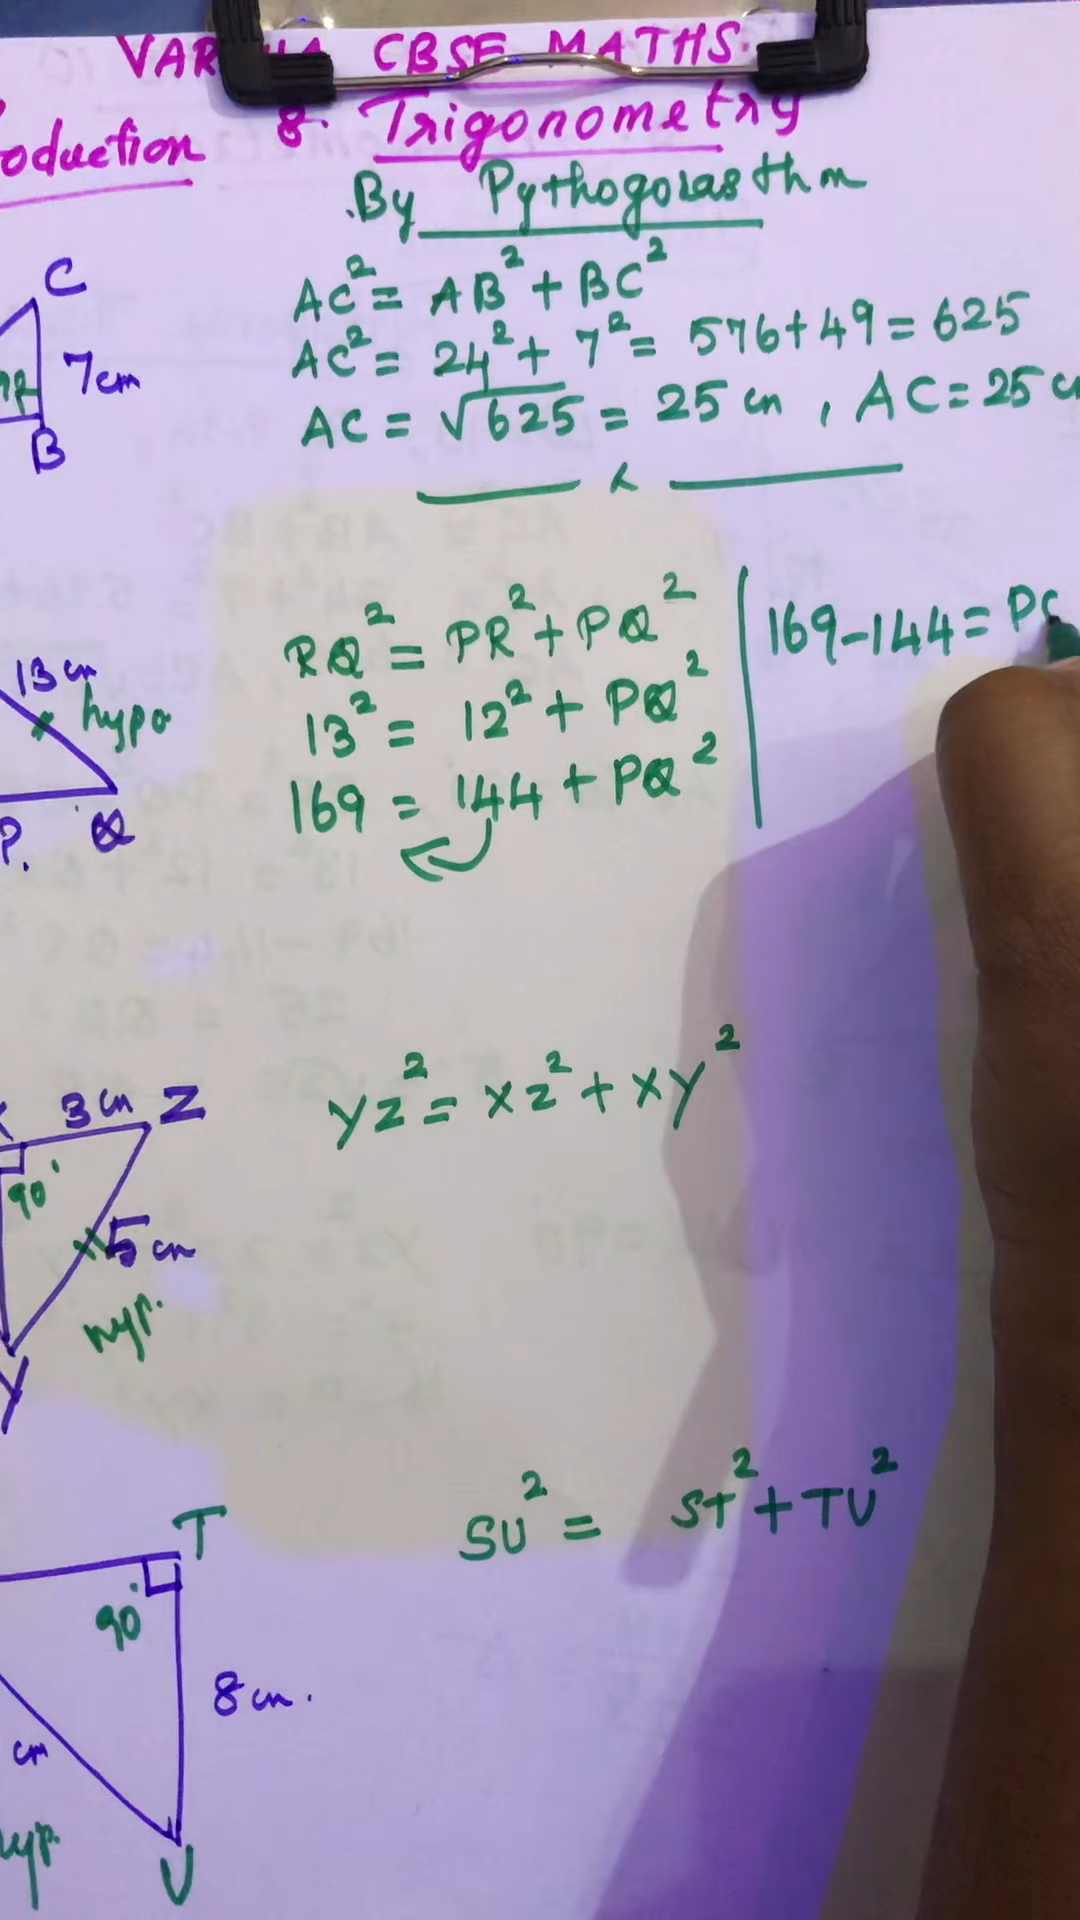 CBSE MATHS.
oduction 8. Trigonometry
By Pythogoras thm
AC² = AB² + BC²
AC² = 24² + 7² = 576 + 49 = 625
AC = √625 = 25 cm , AC = 25 c
C
7cm
B
RQ² = PR² + PQ²
13² = 12² + PQ²
169 = 144 + PQ²
169 - 144 = P
13 cm
hypo
P. Q
YZ² = XZ² + XY²
3 cm Z
90°
5 cm
hyp.
Y
SU² = ST² + TU²
T
90°
8 cm.
cm
hyp.
U